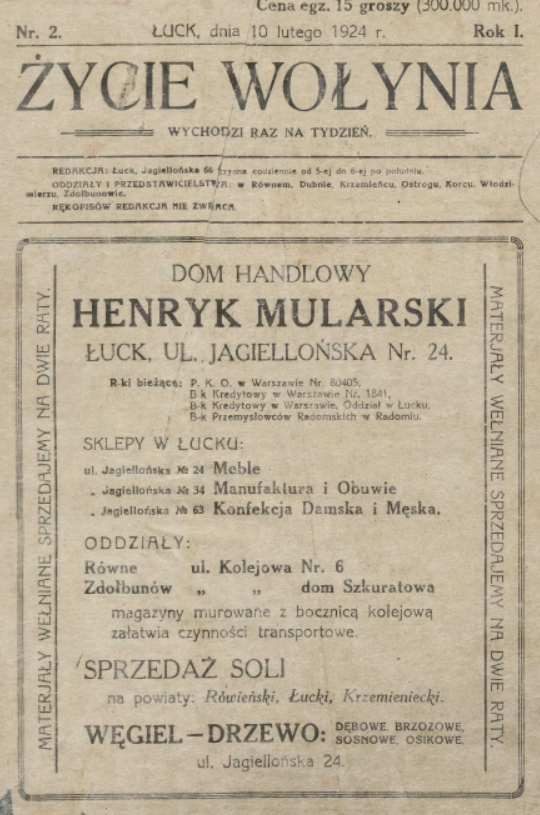 Cena egz. 15 groszy (300.000 mk.).
Nr. 2. ŁUCK, dnia 10 lutego 1924 r. Rok I.
ŻYCIE WOŁYNIA
WYCHODZI RAZ NA TYDZIEŃ.
REDAKCJA: Łuck, Jagiellońska 66 czynna codziennie od 5-ej do 6-ej po południu.
ODDZIAŁY I PRZEDSTAWICIELSTWA: w Równem, Dubnie, Krzemieńcu, Ostrogu, Korcu, Włodzi-
mierzu, Zdołbunowie.
RĘKOPISÓW REDAKCJA NIE ZWRACA.
MATERJAŁY WEŁNIANE SPRZEDAJEMY NA DWIE RATY.
DOM HANDLOWY
HENRYK MULARSKI
ŁUCK, UL. JAGIELLOŃSKA Nr. 24.
R-ki bieżące: P. K. O. w Warszawie Nr. 80405,
B-k Kredytowy w Warszawie Nr. 1841,
B-k Kredytowy w Warszawie, Oddział w Łucku,
B-k Przemysłowców Radomskich w Radomiu.
SKLEPY W ŁUCKU:
ul. Jagiellońska № 24 Meble
„ Jagiellońska № 34 Manufaktura i Obuwie
„ Jagiellońska № 63 Konfekcja Damska i Męska.
ODDZIAŁY:
Równe ul. Kolejowa Nr. 6
Zdołbunów „ „ dom Szkuratowa
magazyny murowane z bocznicą kolejową
załatwia czynności transportowe.
SPRZEDAŻ SOLI
na powiaty: Rówieński, Łucki, Krzemieniecki.
WĘGIEL – DRZEWO: DĘBOWE, BRZOZOWE,
SOSNOWE, OSIKOWE.
ul. Jagiellońska 24.
MATERJAŁY WEŁNIANE SPRZEDAJEMY NA DWIE RATY.